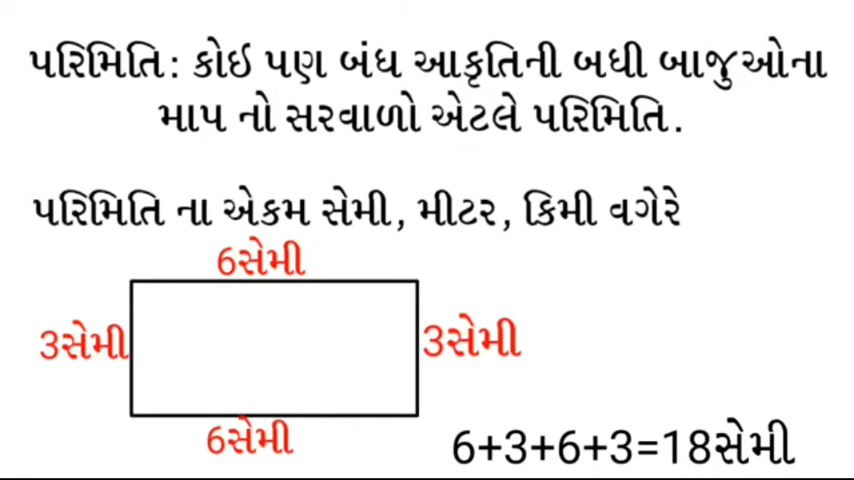 પરિમિતિ: કોઇ પણ બંધ આકૃતિની બધી બાજુઓના
માપ નો સરવાળો એટલે પરિમિતિ.
પરિમિતિ ના એકમ સેમી, મીટર, કિમી વગેરે
6સેમી
3સેમી
3સેમી
6સેમી
6+3+6+3=18સેમી